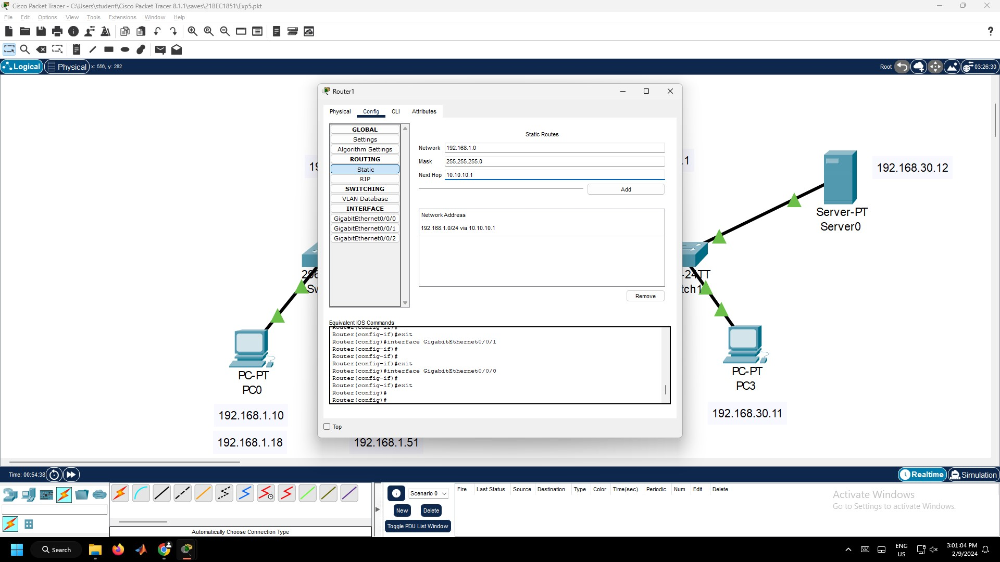 Cisco Packet Tracer - C:\Users\student\Cisco Packet Tracer 8.1.1\saves\21BEC1851\Exp5.pkt
File Edit Options View Tools Extensions Window Help
Logical Physical x: 556, y: 282
Root 03:26:30
Router1
Physical Config CLI Attributes
GLOBAL
Settings
Algorithm Settings
ROUTING
Static
RIP
SWITCHING
VLAN Database
INTERFACE
GigabitEthernet0/0/0
GigabitEthernet0/0/1
GigabitEthernet0/0/2
Static Routes
Network 192.168.1.0
Mask 255.255.255.0
Next Hop 10.10.10.1
Add
Network Address
192.168.1.0/24 via 10.10.10.1
Remove
Equivalent IOS Commands
Router(config-if)#
Router(config-if)#exit
Router(config)#interface GigabitEthernet0/0/1
Router(config-if)#
Router(config-if)#
Router(config-if)#exit
Router(config)#interface GigabitEthernet0/0/0
Router(config-if)#
Router(config-if)#exit
Router(config)#
Router(config)#
Top
19
.1
192.168.30.12
Server-PT
Server0
296
Sw
-24TT
tch1
PC-PT
PC0
192.168.1.10
192.168.1.18
192.168.1.51
PC-PT
PC3
192.168.30.11
Time: 00:54:38
Realtime Simulation
Automatically Choose Connection Type
Scenario 0
New Delete
Toggle PDU List Window
Fire Last Status Source Destination Type Color Time(sec) Periodic Num Edit Delete
Activate Windows
Go to Settings to activate Windows.
Search
ENG
US
3:01:04 PM
2/9/2024